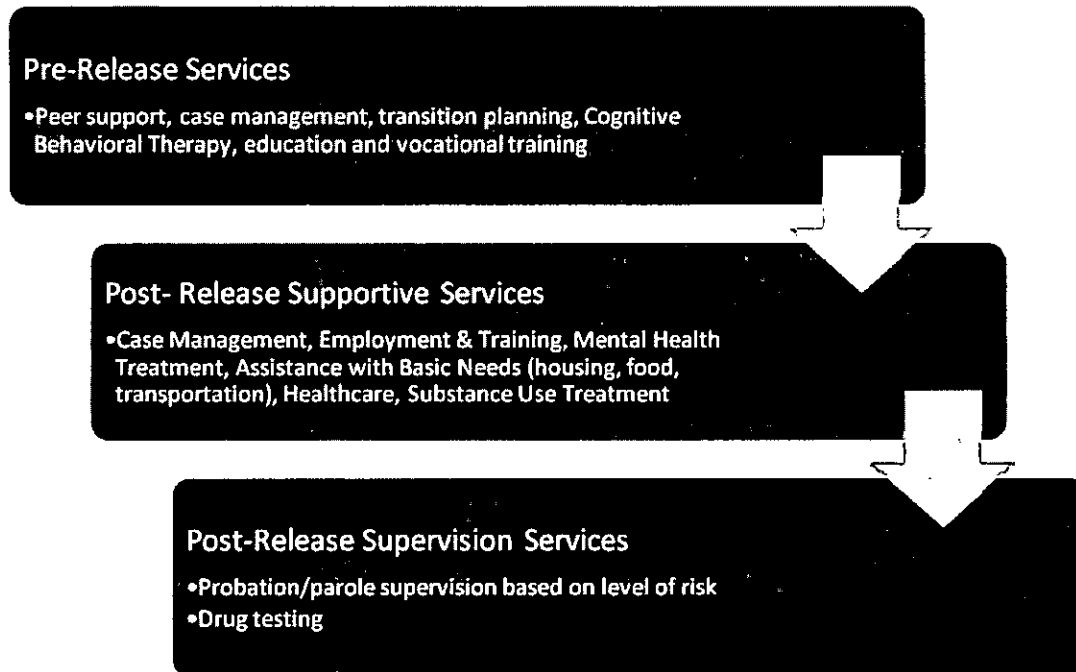 Pre-Release Services
•Peer support, case management, transition planning, Cognitive
Behavioral Therapy, education and vocational training
Post- Release Supportive Services
•Case Management, Employment & Training, Mental Health
Treatment, Assistance with Basic Needs (housing, food,
transportation), Healthcare, Substance Use Treatment
Post-Release Supervision Services
•Probation/parole supervision based on level of risk
•Drug testing